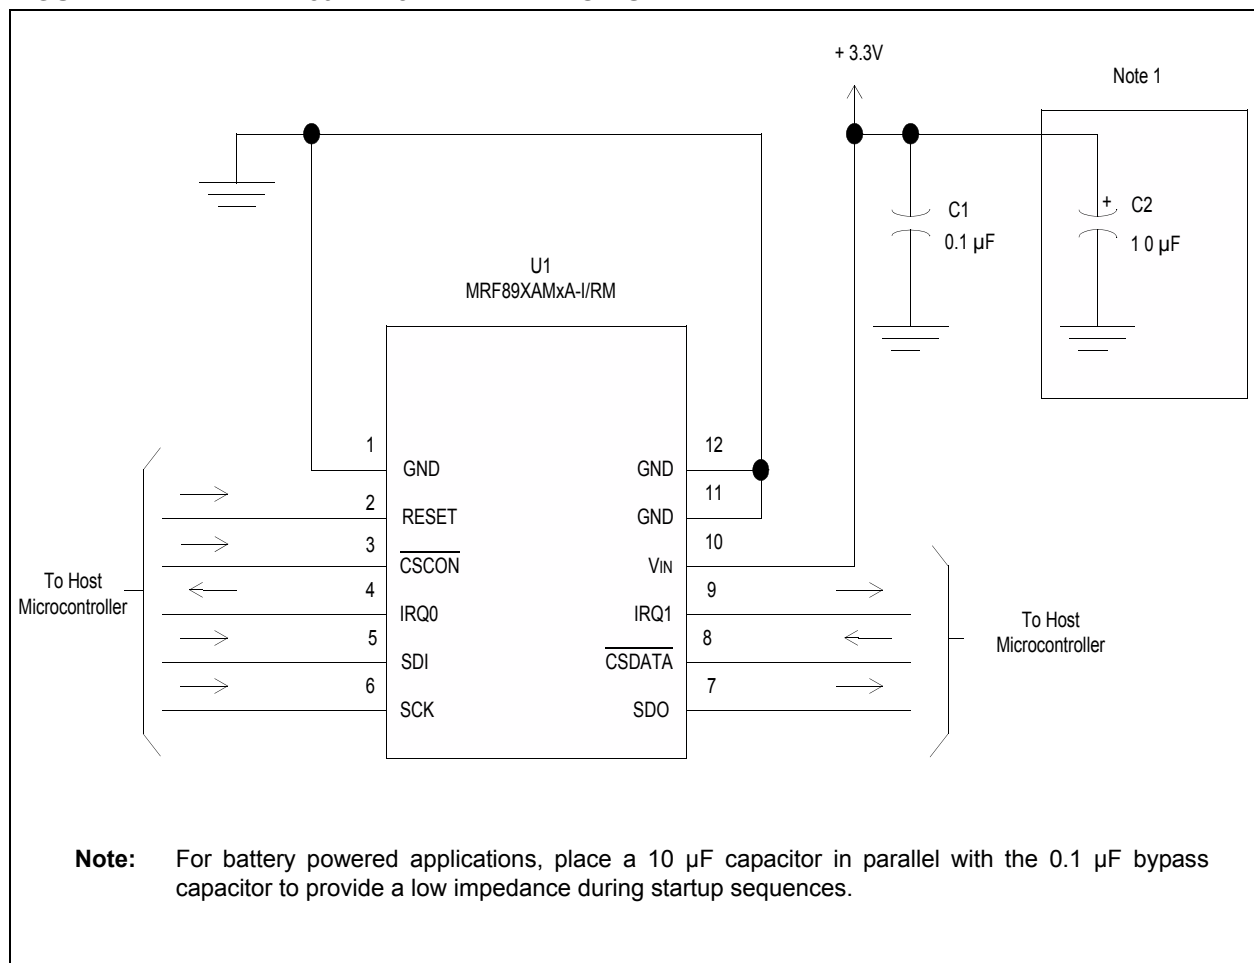 + 3.3V
Note 1
C1
0.1 µF
+ C2
1 0 µF
U1
MRF89XAMxA-I/RM
1 GND
2 RESET
3 CSCON
4 IRQ0
5 SDI
6 SCK
12 GND
11 GND
10 VIN
9 IRQ1
8 CSDATA
7 SDO
To Host
Microcontroller
To Host
Microcontroller
Note: For battery powered applications, place a 10 µF capacitor in parallel with the 0.1 µF bypass
capacitor to provide a low impedance during startup sequences.